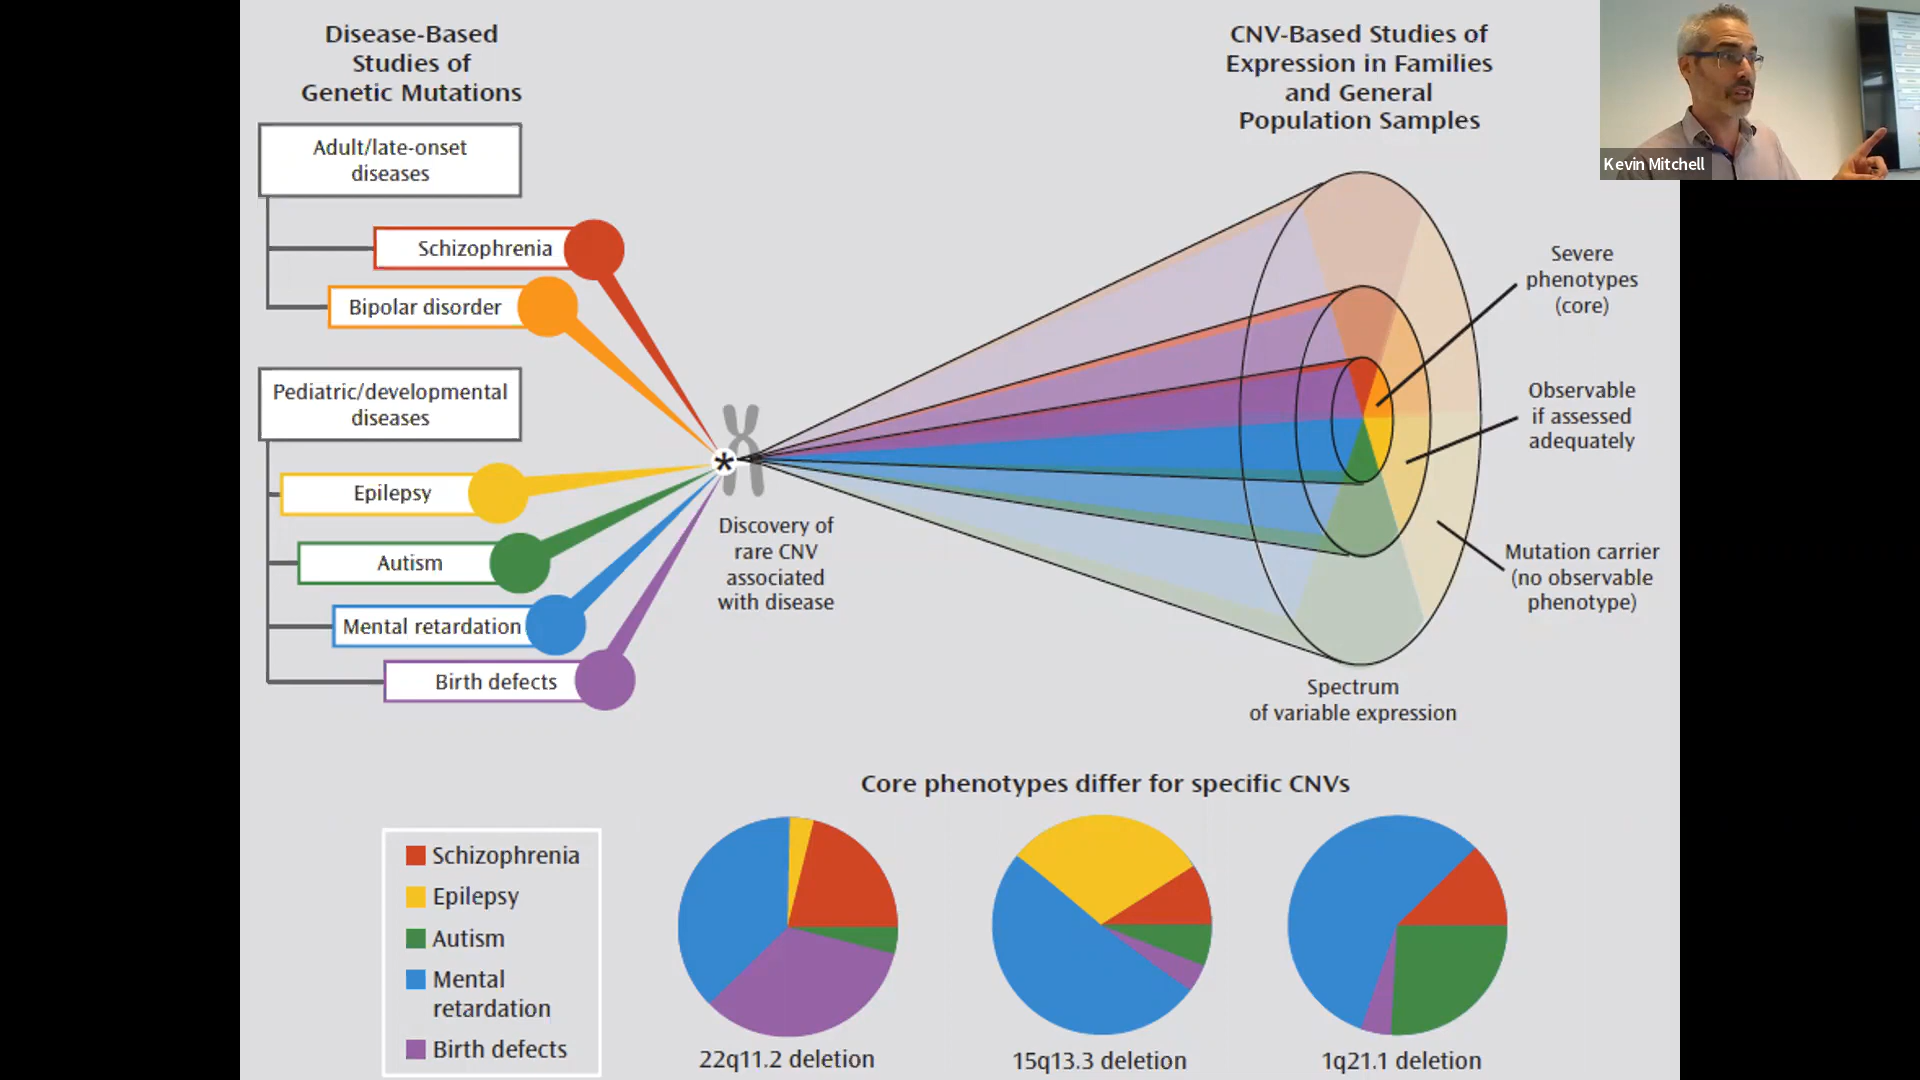 Disease-Based
Studies of
Genetic Mutations
Adult/late-onset
diseases
Schizophrenia
Bipolar disorder
Pediatric/developmental
diseases
Epilepsy
Autism
Mental retardation
Birth defects
*
Discovery of
rare CNV
associated
with disease
CNV-Based Studies of
Expression in Families
and General
Population Samples
Severe
phenotypes
(core)
Observable
if assessed
adequately
Mutation carrier
(no observable
phenotype)
Spectrum
of variable expression
Kevin Mitchell
Core phenotypes differ for specific CNVs
Schizophrenia
Epilepsy
Autism
Mental
retardation
Birth defects
22q11.2 deletion
15q13.3 deletion
1q21.1 deletion